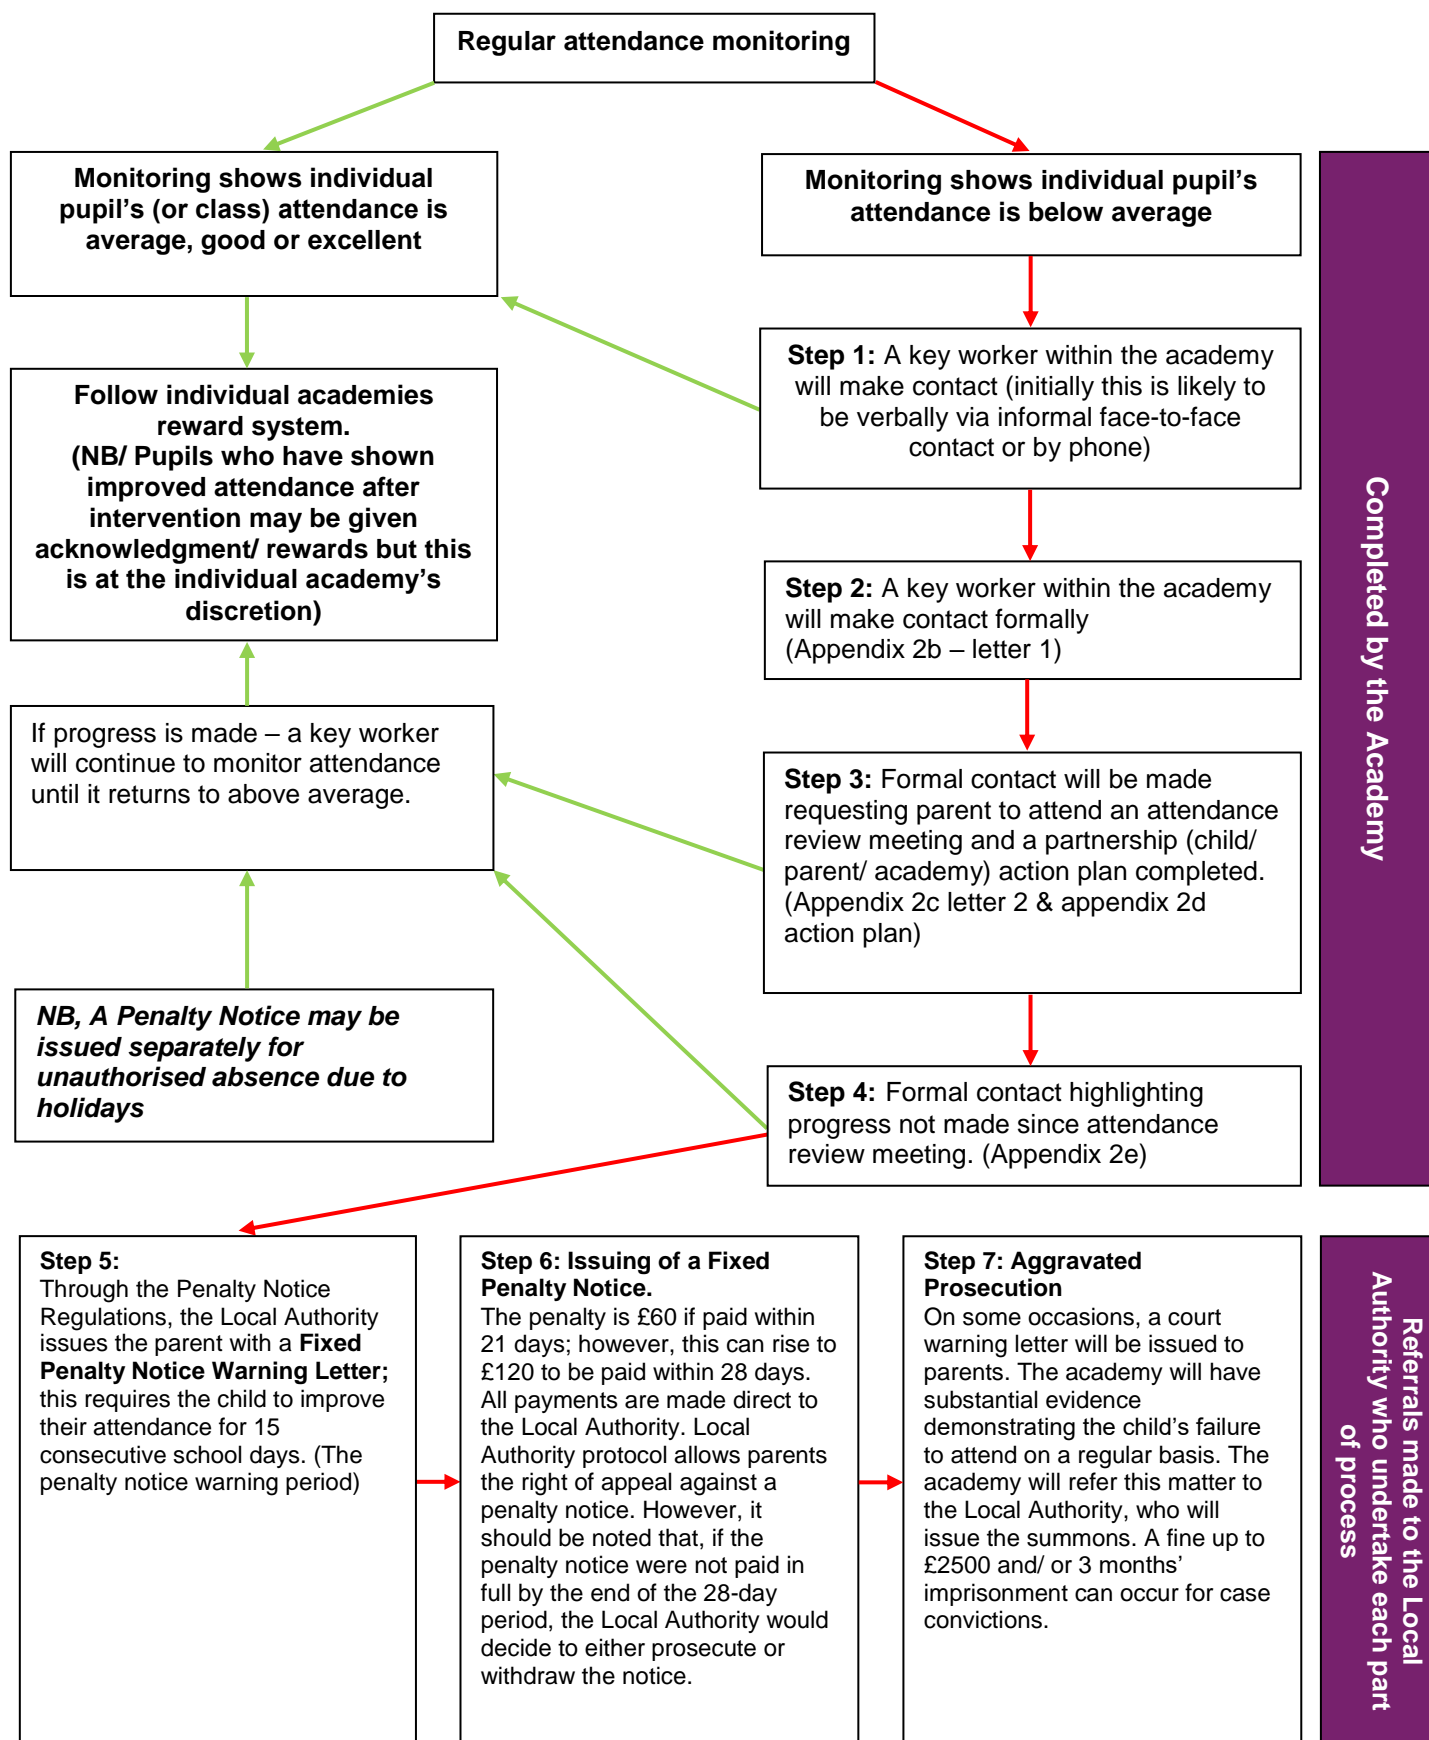 Regular attendance monitoring
Monitoring shows individual
pupil’s (or class) attendance is
average, good or excellent
Monitoring shows individual pupil’s
attendance is below average
Follow individual academies
reward system.
(NB/ Pupils who have shown
improved attendance after
intervention may be given
acknowledgment/ rewards but this
is at the individual academy’s
discretion)
Step 1: A key worker within the academy
will make contact (initially this is likely to
be verbally via informal face-to-face
contact or by phone)
Step 2: A key worker within the academy
will make contact formally
(Appendix 2b – letter 1)
If progress is made – a key worker
will continue to monitor attendance
until it returns to above average.
Step 3: Formal contact will be made
requesting parent to attend an attendance
review meeting and a partnership (child/
parent/ academy) action plan completed.
(Appendix 2c letter 2 & appendix 2d
action plan)
NB, A Penalty Notice may be
issued separately for
unauthorised absence due to
holidays
Step 4: Formal contact highlighting
progress not made since attendance
review meeting. (Appendix 2e)
Completed by the Academy
Step 5:
Through the Penalty Notice
Regulations, the Local Authority
issues the parent with a Fixed
Penalty Notice Warning Letter;
this requires the child to improve
their attendance for 15
consecutive school days. (The
penalty notice warning period)
Step 6: Issuing of a Fixed
Penalty Notice.
The penalty is £60 if paid within
21 days; however, this can rise to
£120 to be paid within 28 days.
All payments are made direct to
the Local Authority. Local
Authority protocol allows parents
the right of appeal against a
penalty notice. However, it
should be noted that, if the
penalty notice were not paid in
full by the end of the 28-day
period, the Local Authority would
decide to either prosecute or
withdraw the notice.
Step 7: Aggravated
Prosecution
On some occasions, a court
warning letter will be issued to
parents. The academy will have
substantial evidence
demonstrating the child’s failure
to attend on a regular basis. The
academy will refer this matter to
the Local Authority, who will
issue the summons. A fine up to
£2500 and/ or 3 months’
imprisonment can occur for case
convictions.
Referrals made to the Local
Authority who undertake each part
of process